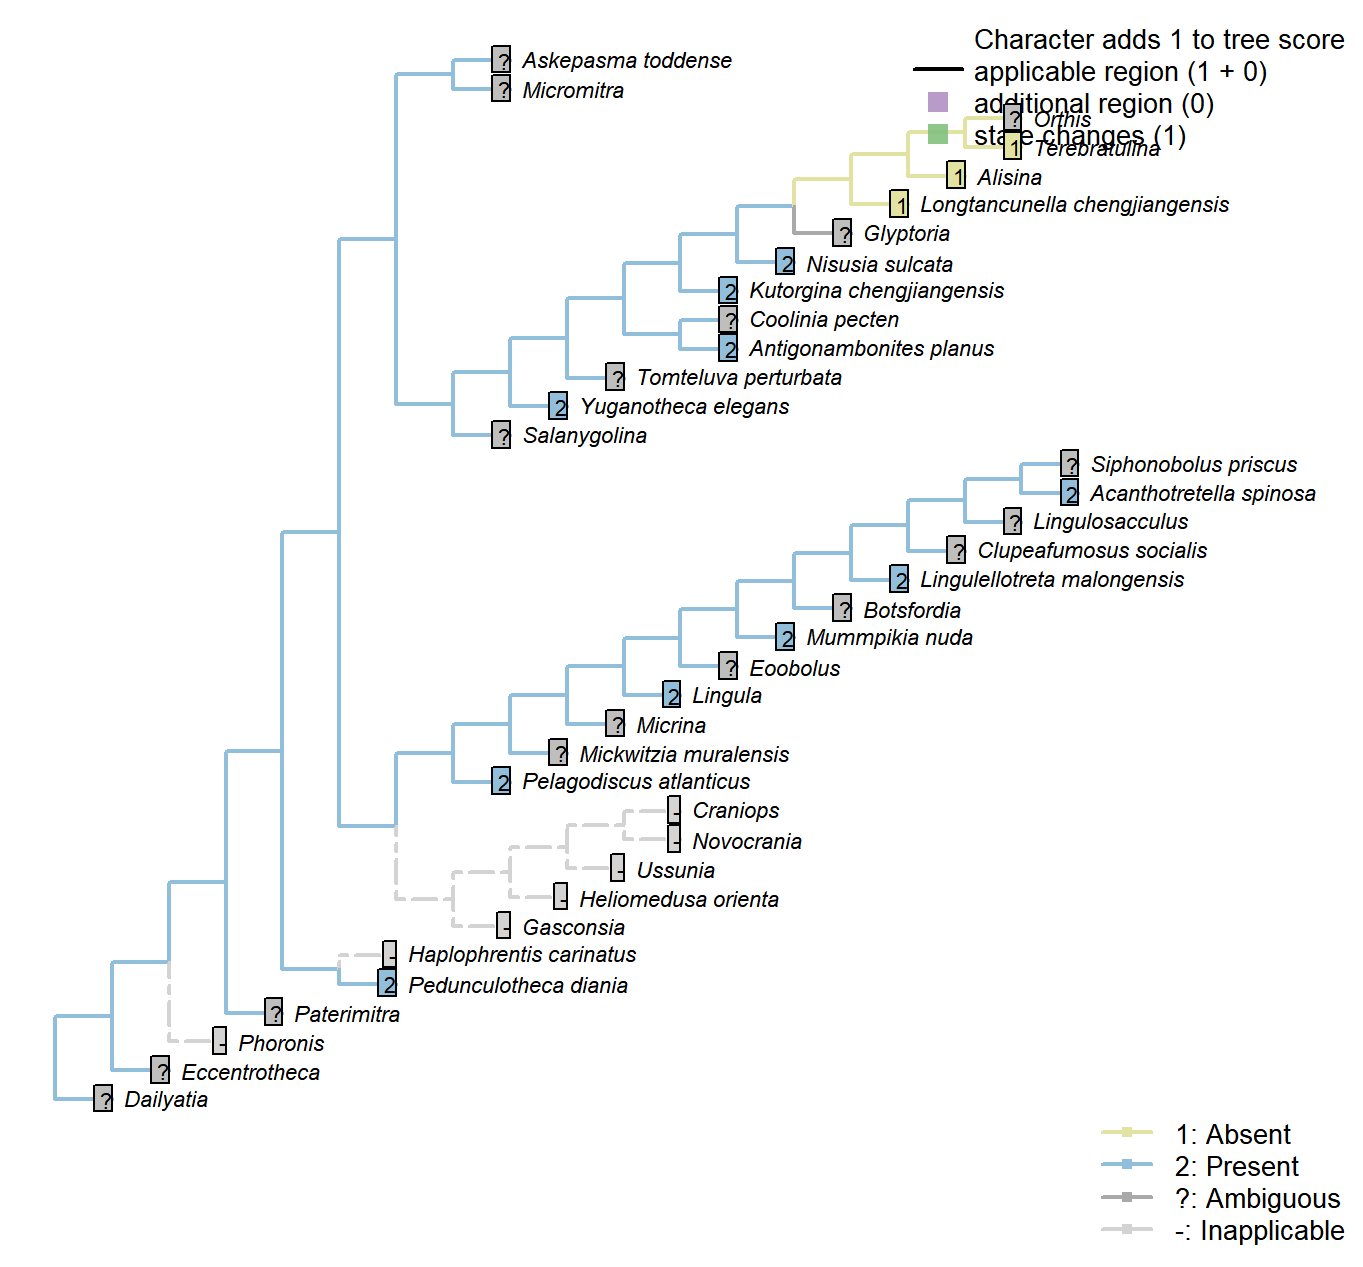 Character adds 1 to tree score
applicable region (1 + 0)
additional region (0)
state changes (1)
? Askepasma toddense
? Micromitra
? Orthis
1 Terebratulina
1 Alisina
1 Longtancunella chengjiangensis
? Glyptoria
2 Nisusia sulcata
2 Kutorgina chengjiangensis
? Coolinia pecten
2 Antigonambonites planus
? Tomteluva perturbata
2 Yuganotheca elegans
? Salanygolina
? Siphonobolus priscus
2 Acanthotretella spinosa
? Lingulosacculus
? Clupeafumosus socialis
2 Lingulellotreta malongensis
? Botsfordia
2 Mummpikia nuda
? Eoobolus
2 Lingula
? Micrina
? Mickwitzia muralensis
2 Pelagodiscus atlanticus
- Craniops
- Novocrania
- Ussunia
- Heliomedusa orienta
- Gasconsia
- Haplophrentis carinatus
2 Pedunculotheca diania
? Paterimitra
- Phoronis
? Eccentrotheca
? Dailyatia
1: Absent
2: Present
?: Ambiguous
-: Inapplicable